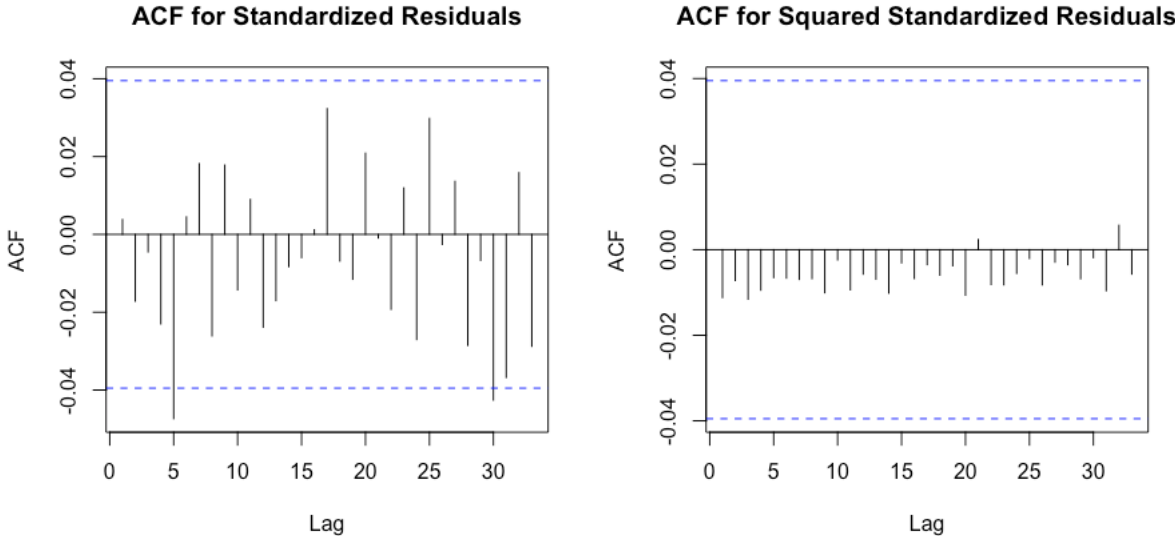 ACF for Standardized Residuals
ACF
0.04
0.02
0.00
-0.02
-0.04
0 5 10 15 20 25 30
Lag
ACF for Squared Standardized Residuals
ACF
0.04
0.02
0.00
-0.02
-0.04
0 5 10 15 20 25 30
Lag